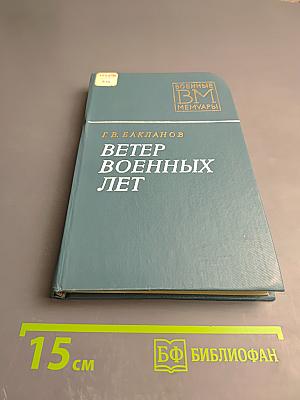 ВОЕННЫЕ
ВМ
МЕМУАРЫ
Г. В. БАКЛАНОВ
ВЕТЕР
ВОЕННЫХ
ЛЕТ
15 см
БФ БИБЛИОФАН